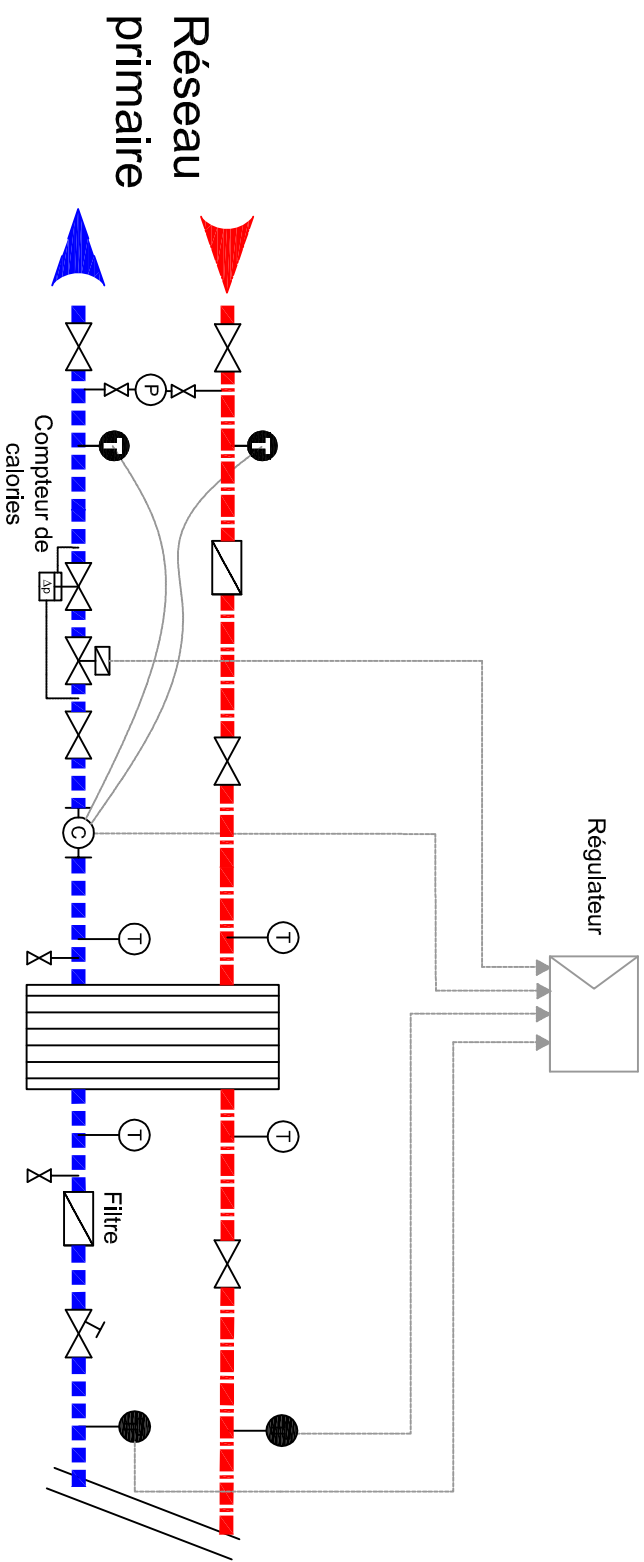 Réseau
primaire
P
T
T
Compteur de
calories
Δp
C
Régulateur
T
T
T
T
Filtre